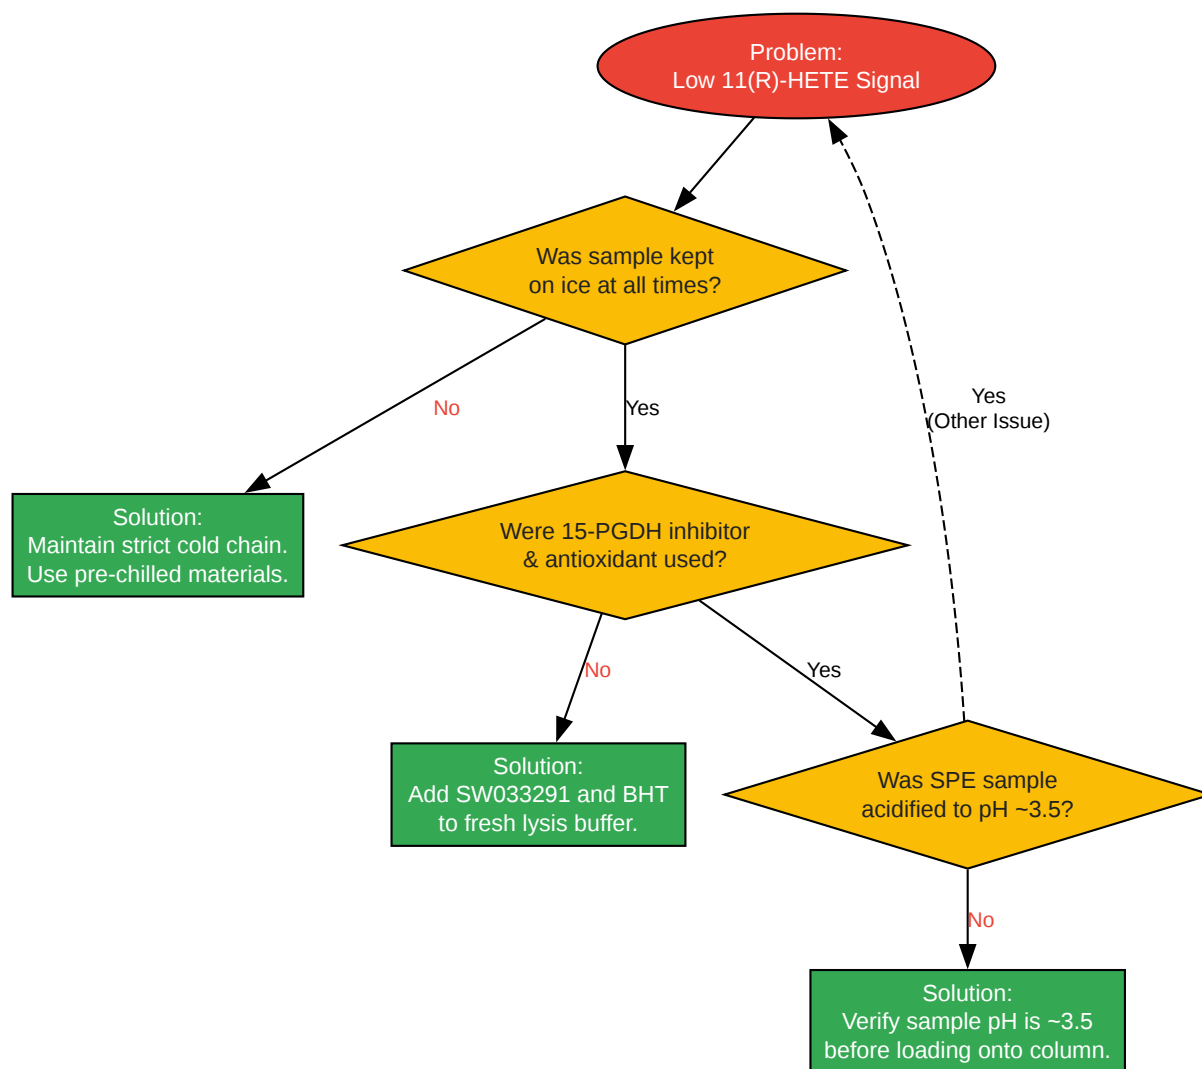 Problem:
Low 11(R)-HETE Signal
Was sample kept
on ice at all times?
No
Yes
Yes
(Other Issue)
Solution:
Maintain strict cold chain.
Use pre-chilled materials.
Were 15-PGDH inhibitor
& antioxidant used?
No
Yes
Solution:
Add SW033291 and BHT
to fresh lysis buffer.
Was SPE sample
acidified to pH ~3.5?
No
Solution:
Verify sample pH is ~3.5
before loading onto column.